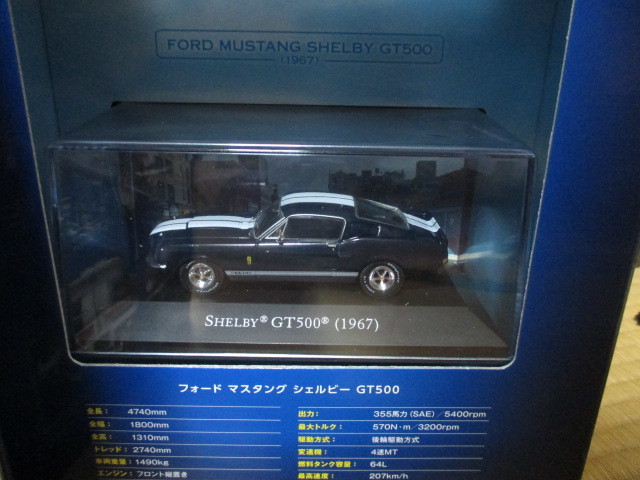 FORD MUSTANG SHELBY GT500
(1967)
SHELBY® GT500® (1967)
フォード マスタング シェルビー GT500
全長： 4740mm
全幅： 1800mm
全高： 1310mm
トレッド： 2740mm
車両重量： 1490kg
エンジン： フロント縦置き
出力： 355馬力（SAE）／5400rpm
最大トルク： 570N・m／3200rpm
駆動方式： 後輪駆動方式
変速機： 4速MT
燃料タンク容量： 64L
最高速度： 207km/h